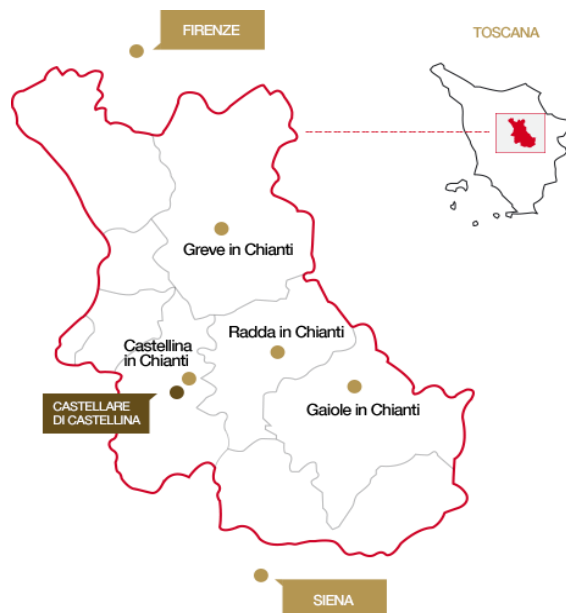 FIRENZE
TOSCANA
Greve in Chianti
Radda in Chianti
Castellina
in Chianti
CASTELLARE
DI CASTELLINA
Gaiole in Chianti
SIENA